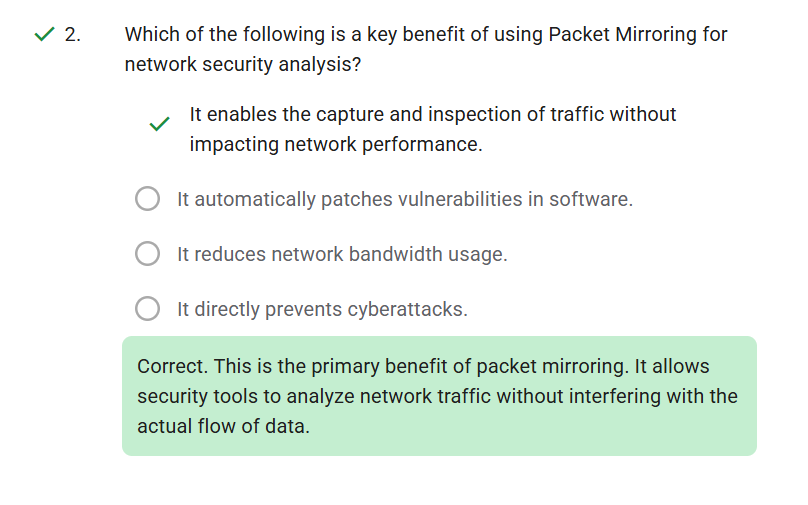 2.
Which of the following is a key benefit of using Packet Mirroring for
network security analysis?
It enables the capture and inspection of traffic without
impacting network performance.
It automatically patches vulnerabilities in software.
It reduces network bandwidth usage.
It directly prevents cyberattacks.
Correct. This is the primary benefit of packet mirroring. It allows
security tools to analyze network traffic without interfering with the
actual flow of data.